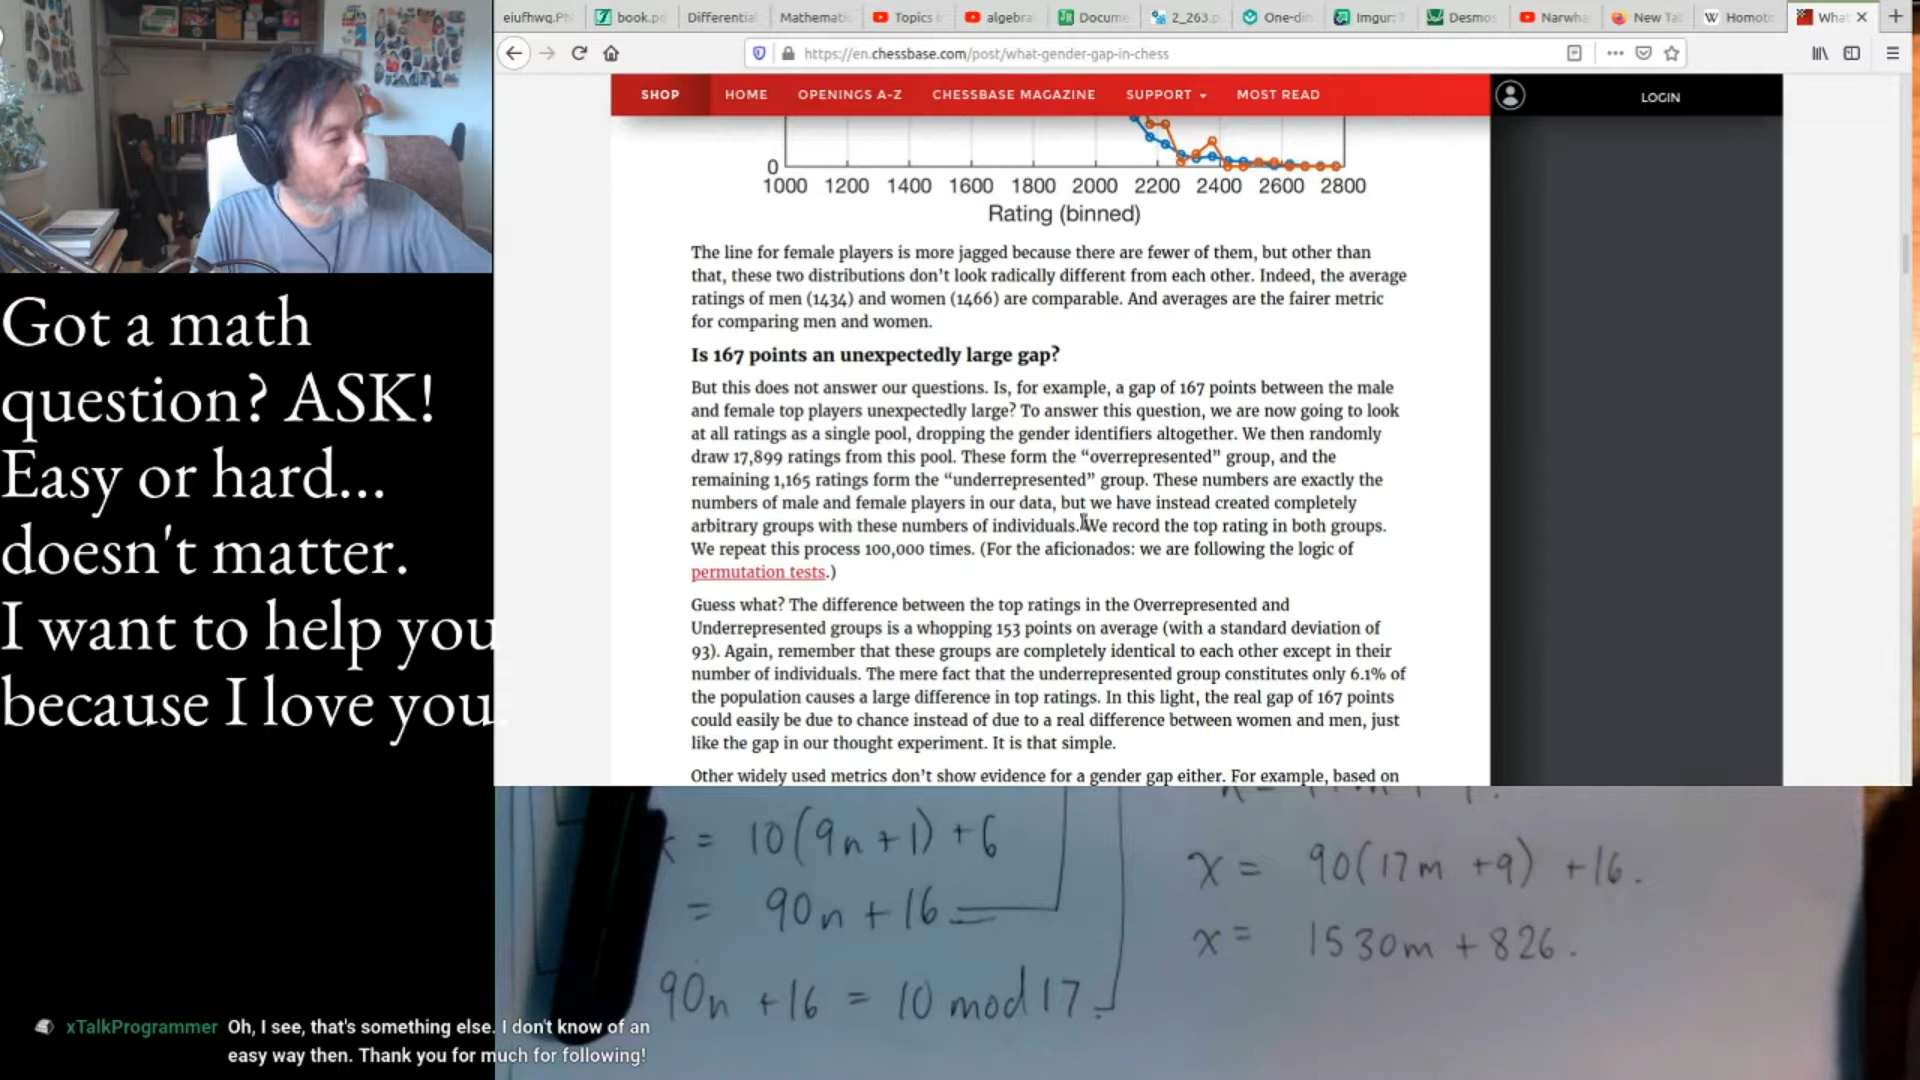 eiufhwq.Ph
book.po
Differential
Mathemati
Topics i
algebra
Docume
2_263.p
One-din
Imgur: T
Desmos
Narwha
New Tab
Homoto
What
https://en.chessbase.com/post/what-gender-gap-in-chess
SHOP HOME OPENINGS A-Z CHESSBASE MAGAZINE SUPPORT MOST READ
LOGIN
0
1000 1200 1400 1600 1800 2000 2200 2400 2600 2800
Rating (binned)
The line for female players is more jagged because there are fewer of them, but other than
that, these two distributions don’t look radically different from each other. Indeed, the average
ratings of men (1434) and women (1466) are comparable. And averages are the fairer metric
for comparing men and women.
Is 167 points an unexpectedly large gap?
But this does not answer our questions. Is, for example, a gap of 167 points between the male
and female top players unexpectedly large? To answer this question, we are now going to look
at all ratings as a single pool, dropping the gender identifiers altogether. We then randomly
draw 17,899 ratings from this pool. These form the “overrepresented” group, and the
remaining 1,165 ratings form the “underrepresented” group. These numbers are exactly the
numbers of male and female players in our data, but we have instead created completely
arbitrary groups with these numbers of individuals. We record the top rating in both groups.
We repeat this process 100,000 times. (For the aficionados: we are following the logic of
permutation tests.)
Guess what? The difference between the top ratings in the Overrepresented and
Underrepresented groups is a whopping 153 points on average (with a standard deviation of
93). Again, remember that these groups are completely identical to each other except in their
number of individuals. The mere fact that the underrepresented group constitutes only 6.1% of
the population causes a large difference in top ratings. In this light, the real gap of 167 points
could easily be due to chance instead of due to a real difference between women and men, just
like the gap in our thought experiment. It is that simple.
Other widely used metrics don’t show evidence for a gender gap either. For example, based on
Got a math
question? ASK!
Easy or hard...
doesn't matter.
I want to help you
because I love you.
= 10(9n+1)+6
= 90n+16
90n+16 = 10 mod 17.
x = 90(17m+9)+16.
x = 1530m+826.
xTalkProgrammer Oh, I see, that's something else. I don't know of an
easy way then. Thank you for much for following!